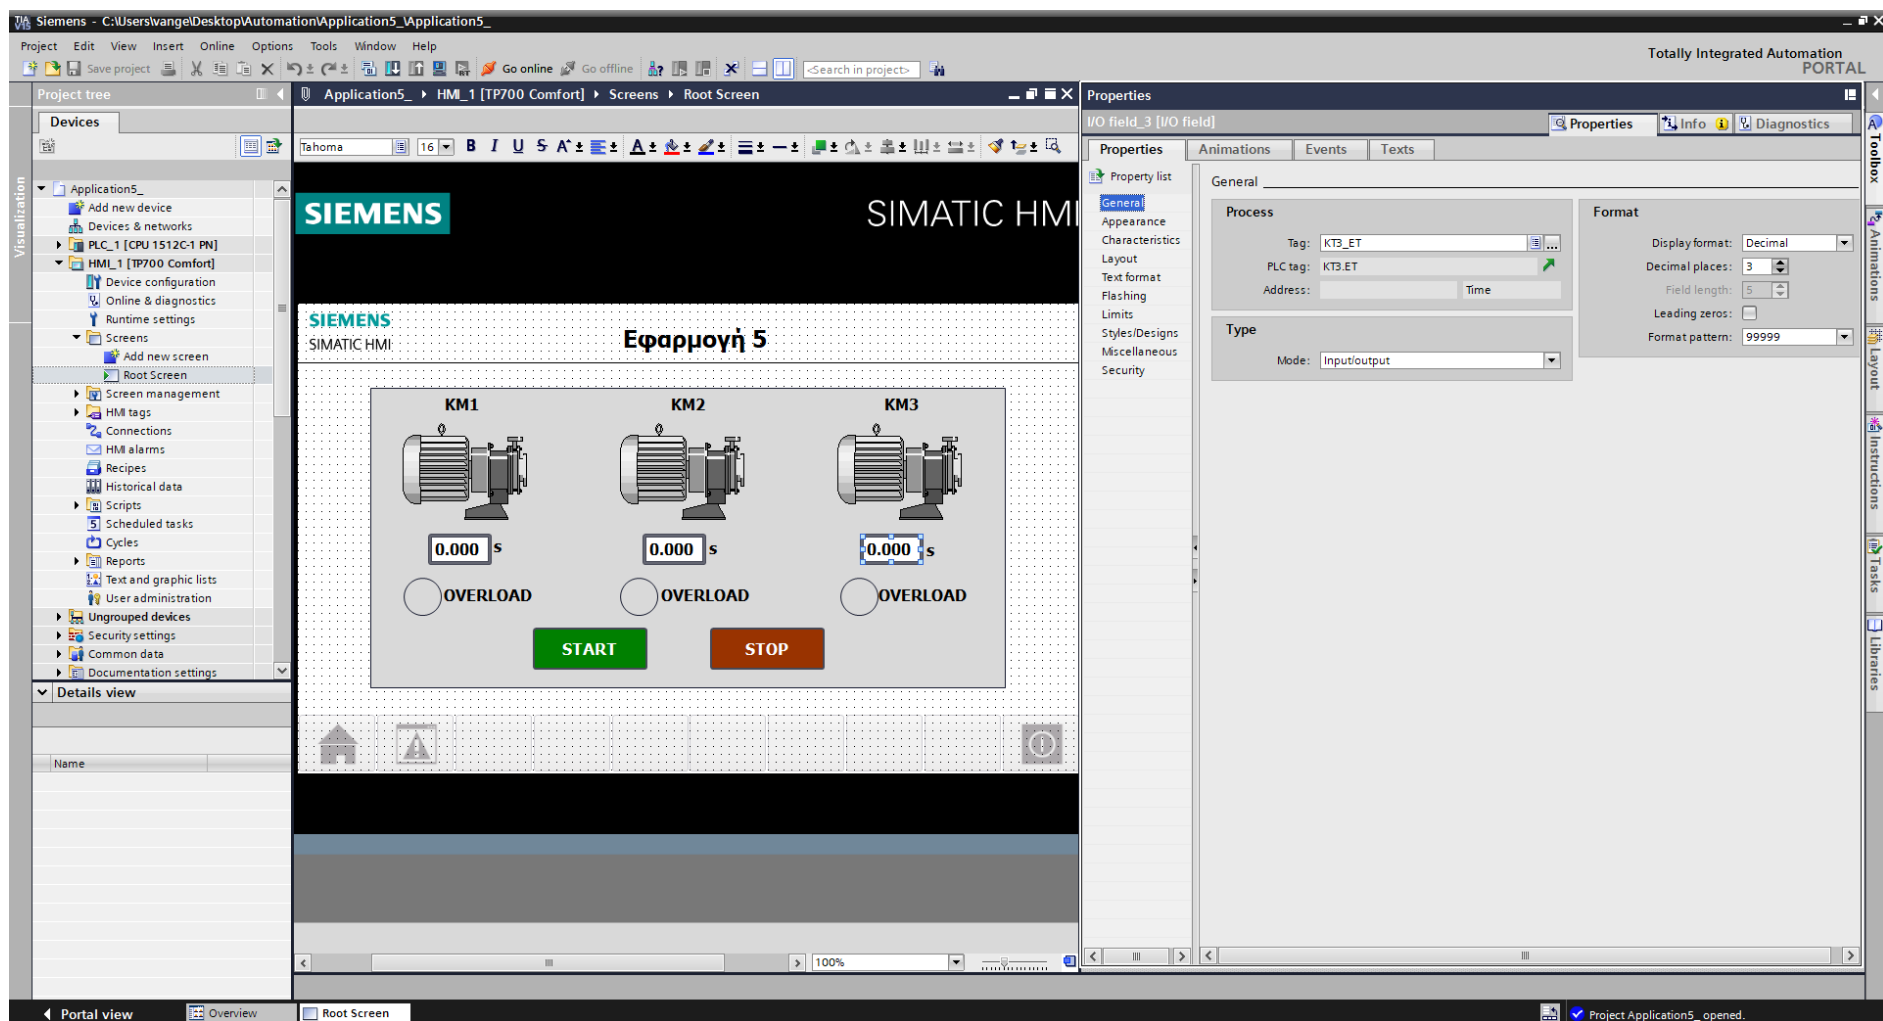 Siemens - C:\Users\vange\Desktop\Automation\Application5_\Application5_
Project Edit View Insert Online Options Tools Window Help
Totally Integrated Automation
PORTAL
Save project Go online Go offline <Search in project>
Project tree
Devices
Visualization
Application5_
Add new device
Devices & networks
PLC_1 [CPU 1512C-1 PN]
HMI_1 [TP700 Comfort]
Device configuration
Online & diagnostics
Runtime settings
Screens
Add new screen
Root Screen
Screen management
HMI tags
Connections
HMI alarms
Recipes
Historical data
Scripts
Scheduled tasks
Cycles
Reports
Text and graphic lists
User administration
Ungrouped devices
Security settings
Common data
Documentation settings
Details view
Name
Application5_ HMI_1 [TP700 Comfort] Screens Root Screen
Tahoma 16 B I U S A A
SIEMENS SIMATIC HMI
SIEMENS
SIMATIC HMI
Εφαρμογή 5
KM1 KM2 KM3
0.000 s 0.000 s 0.000 s
OVERLOAD OVERLOAD OVERLOAD
START STOP
100%
Properties
I/O field_3 [I/O field]
Properties Info Diagnostics
Properties Animations Events Texts
Property list
General
Appearance
Characteristics
Layout
Text format
Flashing
Limits
Styles/Designs
Miscellaneous
Security
General
Process
Tag: KT3_ET
PLC tag: KT3.ET
Address: Time
Type
Mode: Input/output
Format
Display format: Decimal
Decimal places: 3
Field length: 5
Leading zeros:
Format pattern: 99999
Toolbox
Animations
Layout
Instructions
Tasks
Libraries
Portal view Overview Root Screen
Project Application5_ opened.